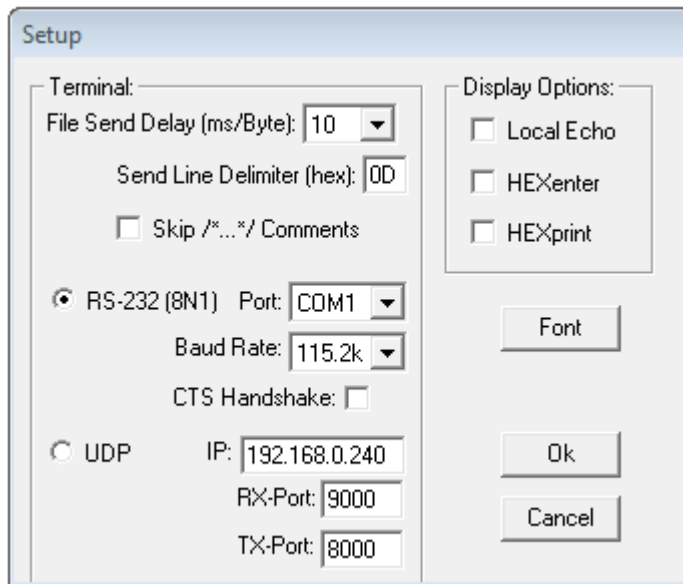 Setup
Terminal:
File Send Delay (ms/Byte): 10
Send Line Delimiter (hex): 0D
Skip /*...*/ Comments
RS-232 (8N1) Port: COM1
Baud Rate: 115.2k
CTS Handshake:
UDP IP: 192.168.0.240
RX-Port: 9000
TX-Port: 8000
Display Options:
Local Echo
HEXenter
HEXprint
Font
Ok
Cancel